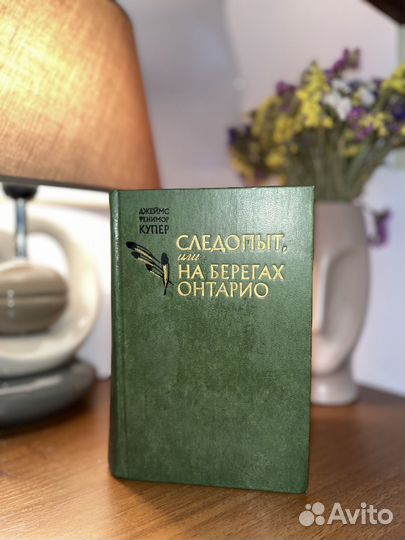 ДЖЕЙМС
ФЕНИМОР
КУПЕР
СЛЕДОПЫТ,
или
НА БЕРЕГАХ
ОНТАРИО
Avito